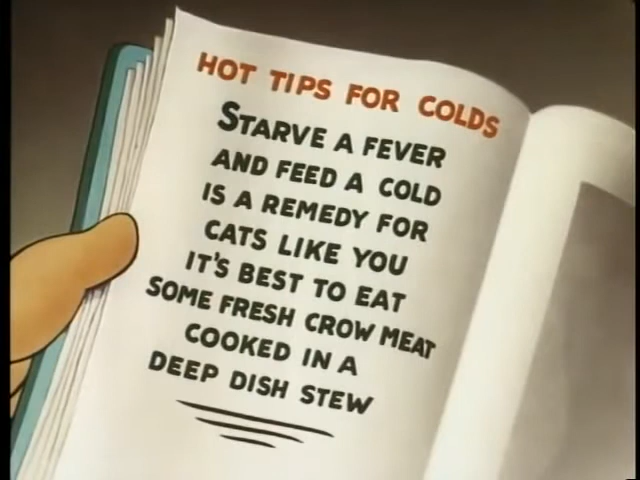 HOT TIPS FOR COLDS
STARVE A FEVER
AND FEED A COLD
IS A REMEDY FOR
CATS LIKE YOU
IT'S BEST TO EAT
SOME FRESH CROW MEAT
COOKED IN A
DEEP DISH STEW